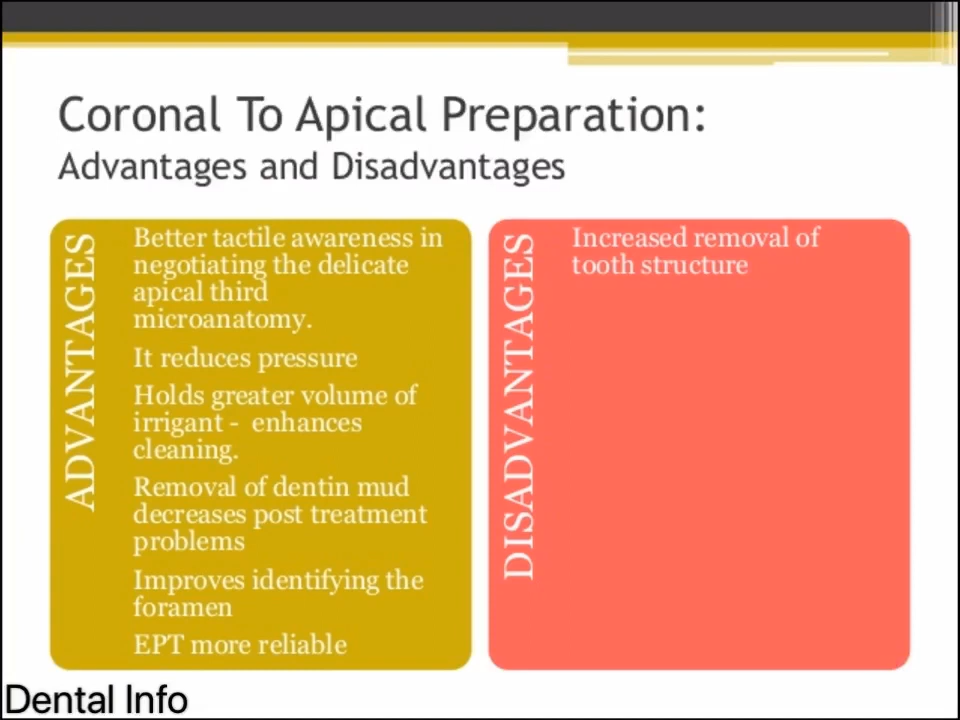 Coronal To Apical Preparation:
Advantages and Disadvantages
ADVANTAGES
Better tactile awareness in
negotiating the delicate
apical third
microanatomy.
It reduces pressure
Holds greater volume of
irrigant -  enhances
cleaning.
Removal of dentin mud
decreases post treatment
problems
Improves identifying the
foramen
EPT more reliable
DISADVANTAGES
Increased removal of
tooth structure
Dental Info